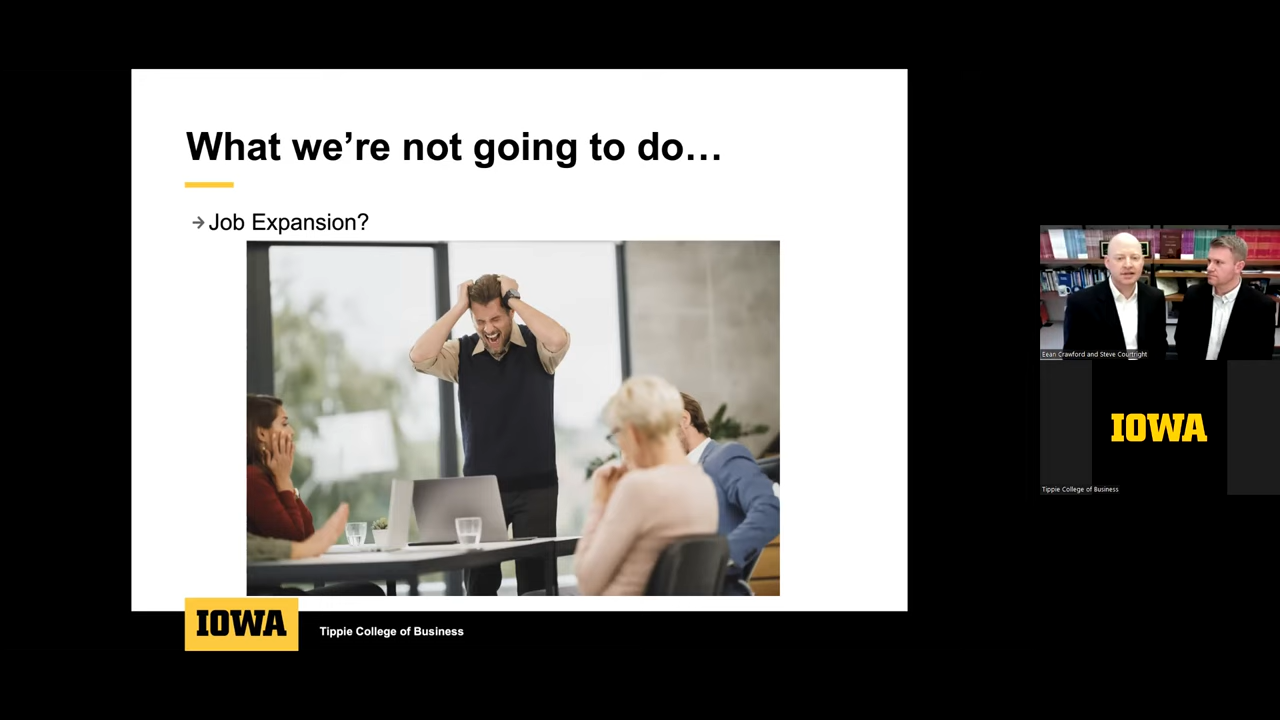 What we're not going to do…
Job Expansion?
IOWA
Tippie College of Business
Eean Crawford and Steve Courtright
IOWA
Tippie College of Business